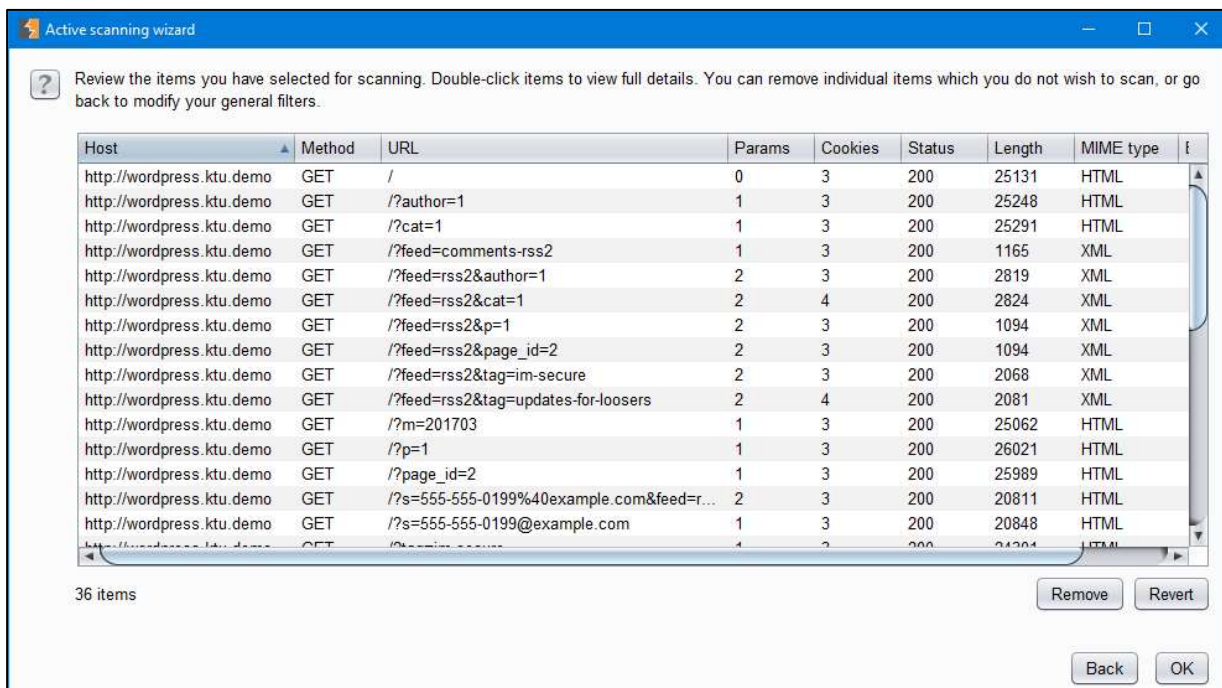 Active scanning wizard
?
Review the items you have selected for scanning. Double-click items to view full details. You can remove individual items which you do not wish to scan, or go
back to modify your general filters.
Host Method URL Params Cookies Status Length MIME type
http://wordpress.ktu.demo GET / 0 3 200 25131 HTML
http://wordpress.ktu.demo GET /?author=1 1 3 200 25248 HTML
http://wordpress.ktu.demo GET /?cat=1 1 3 200 25291 HTML
http://wordpress.ktu.demo GET /?feed=comments-rss2 1 3 200 1165 XML
http://wordpress.ktu.demo GET /?feed=rss2&author=1 2 3 200 2819 XML
http://wordpress.ktu.demo GET /?feed=rss2&cat=1 2 4 200 2824 XML
http://wordpress.ktu.demo GET /?feed=rss2&p=1 2 3 200 1094 XML
http://wordpress.ktu.demo GET /?feed=rss2&page_id=2 2 3 200 1094 XML
http://wordpress.ktu.demo GET /?feed=rss2&tag=im-secure 2 3 200 2068 XML
http://wordpress.ktu.demo GET /?feed=rss2&tag=updates-for-loosers 2 4 200 2081 XML
http://wordpress.ktu.demo GET /?m=201703 1 3 200 25062 HTML
http://wordpress.ktu.demo GET /?p=1 1 3 200 26021 HTML
http://wordpress.ktu.demo GET /?page_id=2 1 3 200 25989 HTML
http://wordpress.ktu.demo GET /?s=555-555-0199%40example.com&feed=r... 2 3 200 20811 HTML
http://wordpress.ktu.demo GET /?s=555-555-0199@example.com 1 3 200 20848 HTML
36 items
Remove Revert
Back OK